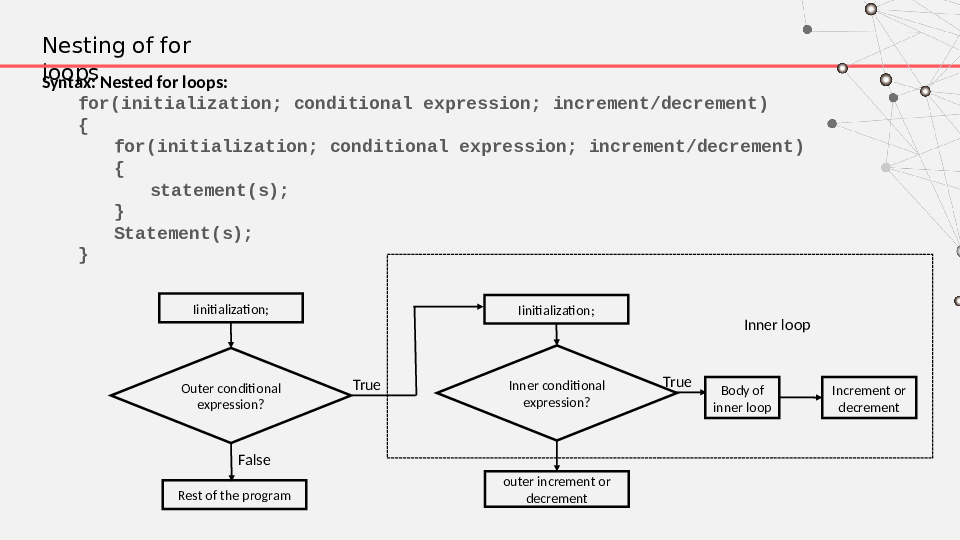 Nesting of for
loops
Syntax: Nested for loops:
for(initialization; conditional expression; increment/decrement)
{
for(initialization; conditional expression; increment/decrement)
{
statement(s);
}
Statement(s);
}
Iinitialization;
Outer conditional
expression?
True
False
Rest of the program
Iinitialization;
Inner conditional
expression?
True
Inner loop
Body of
inner loop
Increment or
decrement
outer increment or
decrement